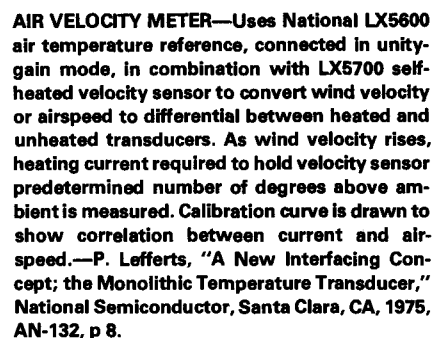 AIR VELOCITY METER—Uses National LX5600
air temperature reference, connected in unity-
gain mode, in combination with LX5700 self-
heated velocity sensor to convert wind velocity
or airspeed to differential between heated and
unheated transducers. As wind velocity rises,
heating current required to hold velocity sensor
predetermined number of degrees above am-
bient is measured. Calibration curve is drawn to
show correlation between current and air-
speed.—P. Lefferts, "A New Interfacing Con-
cept; the Monolithic Temperature Transducer,"
National Semiconductor, Santa Clara, CA, 1975,
AN-132, p 8.